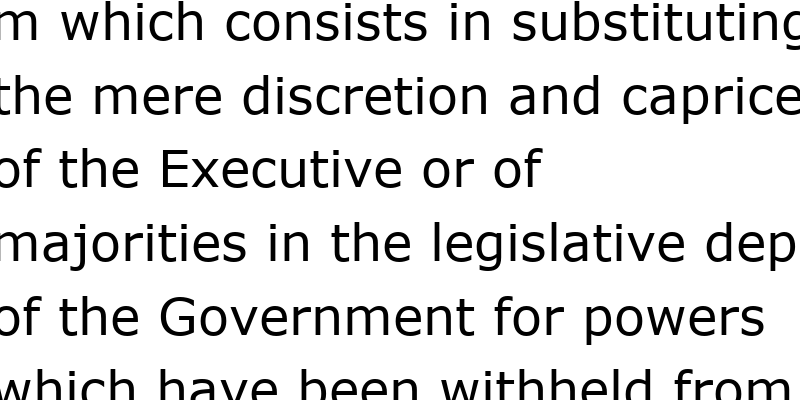 m which consists in substituting
the mere discretion and caprice
of the Executive or of
majorities in the legislative dep
of the Government for powers
which have been withheld from